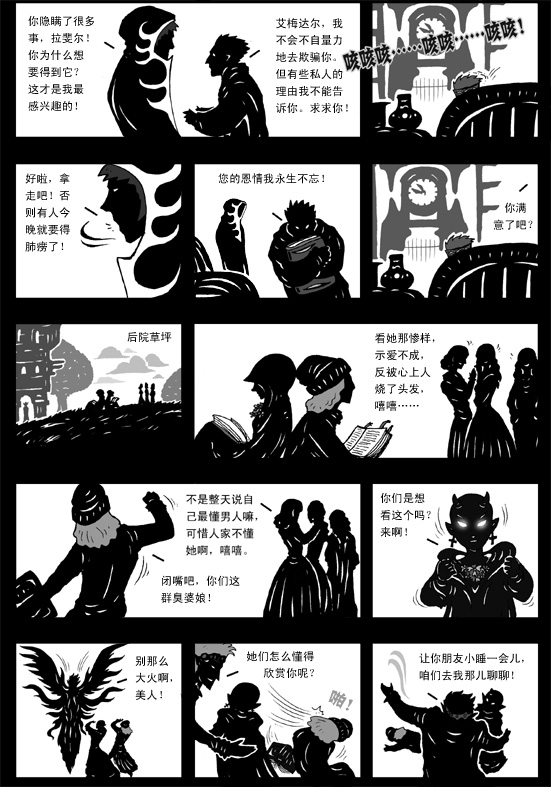 你隐瞒了很多
事，拉斐尔！
你为什么想
要得到它？
这才是我最
感兴趣的！
艾梅达尔，我
不会不自量力
地去欺骗你。
但有些私人的
理由我不能告
诉你。求求你！
咳咳咳……咳咳……咳咳！
好啦，拿
走吧！否
则有人今
晚就要得
肺痨了！
您的恩情我永生不忘！
你满
意了吧？
后院草坪
看她那惨样，
示爱不成，
反被心上人
烧了头发，
嘻嘻……
不是整天说自
己最懂男人嘛，
可惜人家不懂
她啊，嘻嘻。
闭嘴吧，你们这
群臭婆娘！
你们是想
看这个吗？
来啊！
别那么
大火啊，
美人！
她们怎么懂得
欣赏你呢？
啪！
让你朋友小睡一会儿，
咱们去我那儿聊聊！